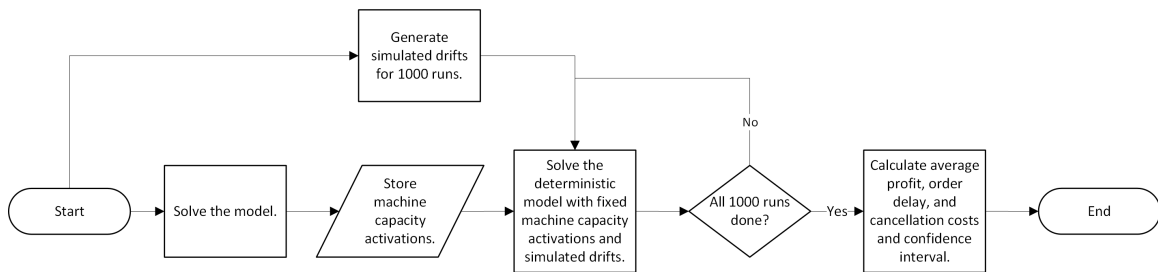 Generate
simulated drifts
for 1000 runs.
No
Start
Solve the model.
Store
machine
capacity
activations.
Solve the
deterministic
model with fixed
machine capacity
activations and
simulated drifts.
All 1000 runs
done?
Yes
Calculate average
profit, order
delay, and
cancellation costs
and confidence
interval.
End